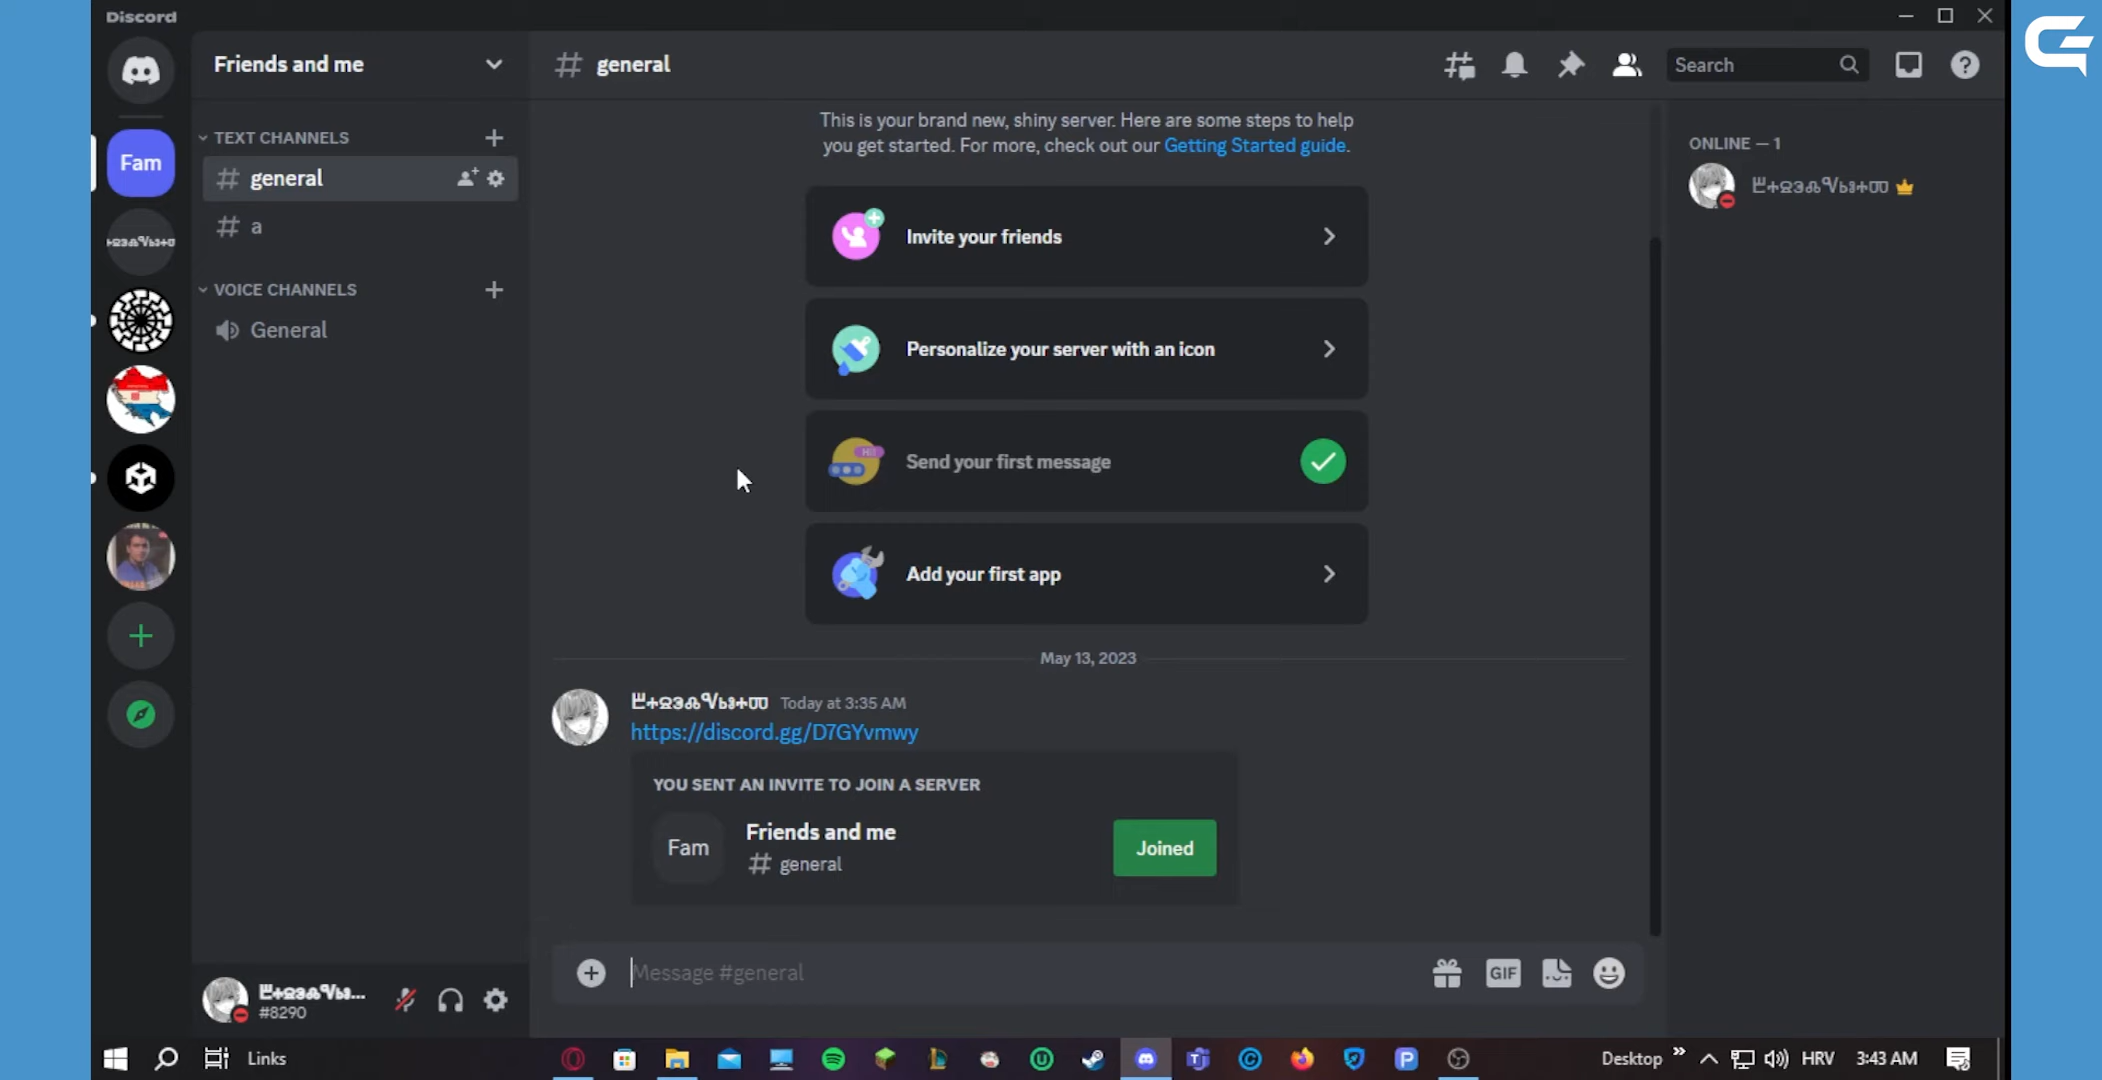 Discord
Friends and me
general
Search
TEXT CHANNELS
general
a
VOICE CHANNELS
General
Fam
This is your brand new, shiny server. Here are some steps to help
you get started. For more, check out our Getting Started guide.
Invite your friends
Personalize your server with an icon
Send your first message
Add your first app
May 13, 2023
Today at 3:35 AM
https://discord.gg/D7GYvmwy
YOU SENT AN INVITE TO JOIN A SERVER
Fam
Friends and me
general
Joined
Message #general
GIF
ONLINE — 1
#8290
Links
Desktop
HRV
3:43 AM